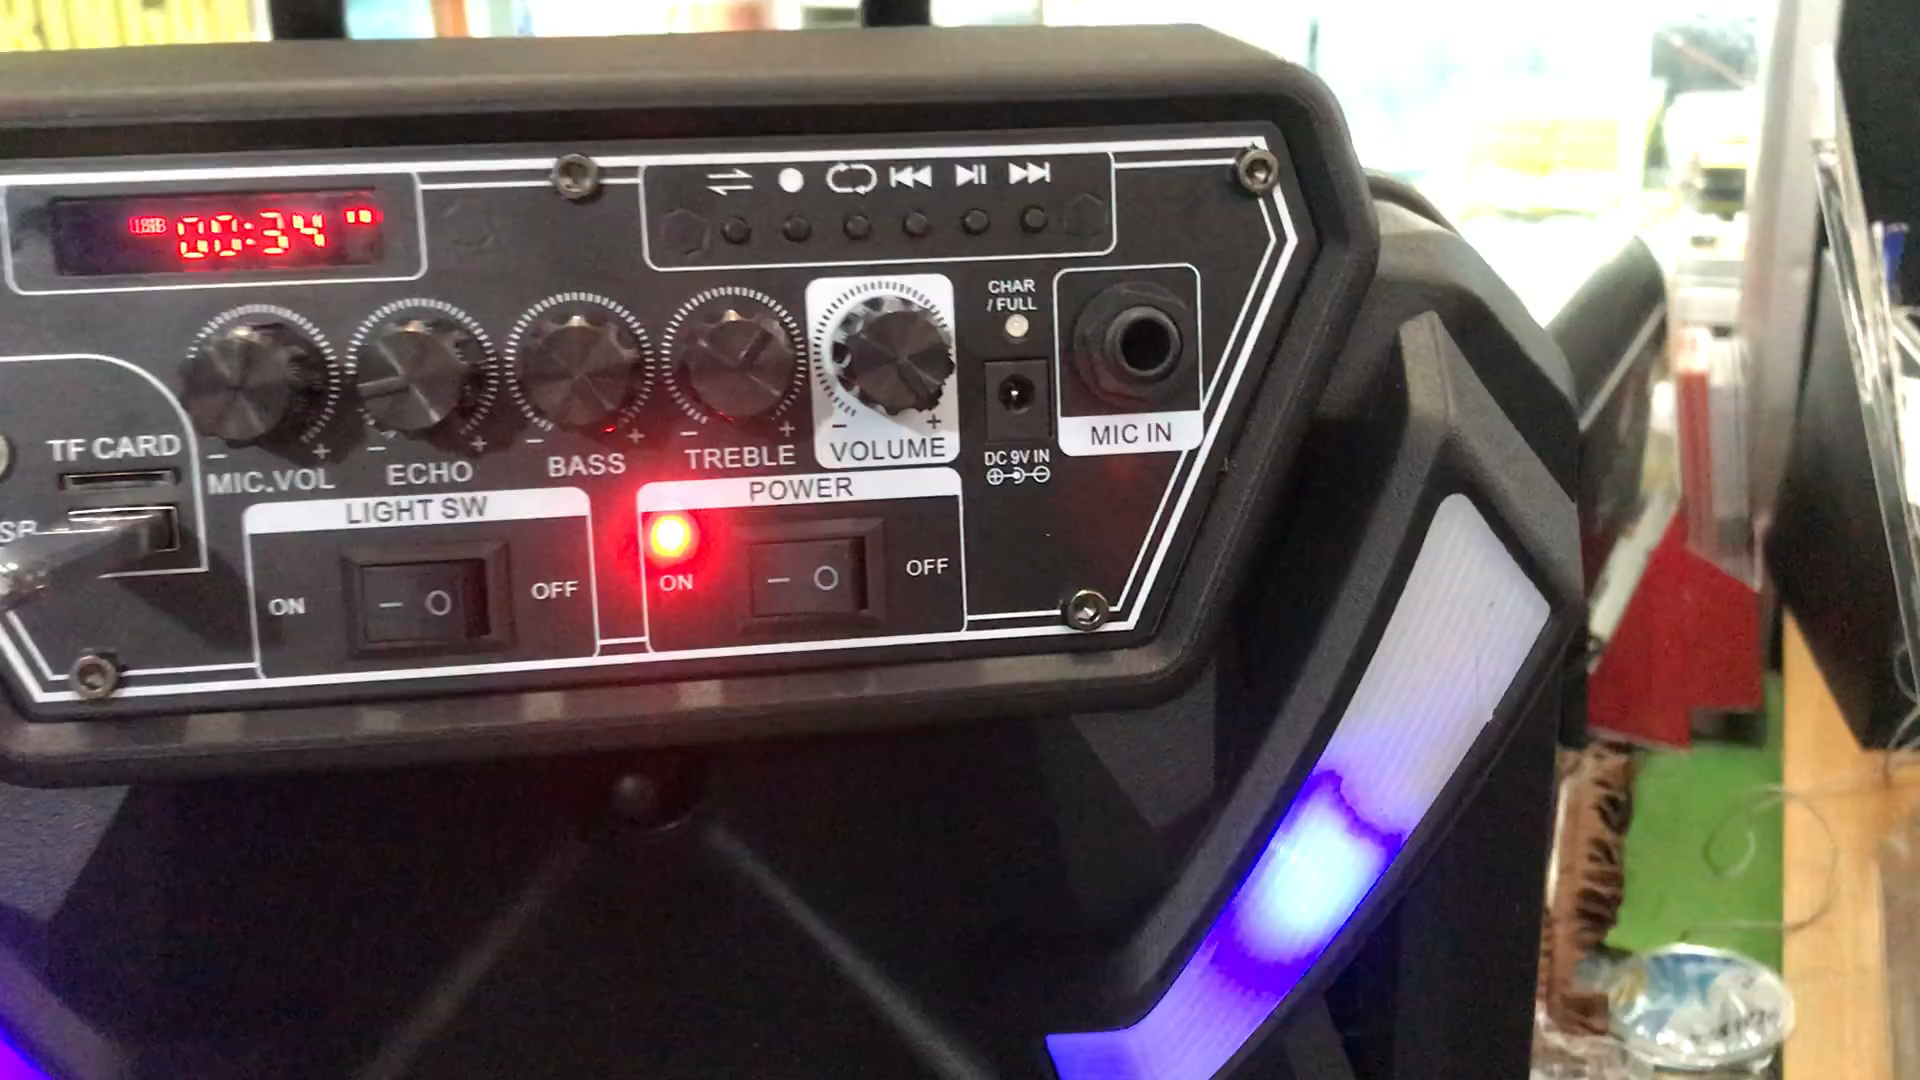 00:34
CHAR
/ FULL
TF CARD
MIC.VOL
ECHO
BASS
TREBLE
VOLUME
DC 9V IN
MIC IN
LIGHT SW
POWER
ON
OFF
ON
OFF